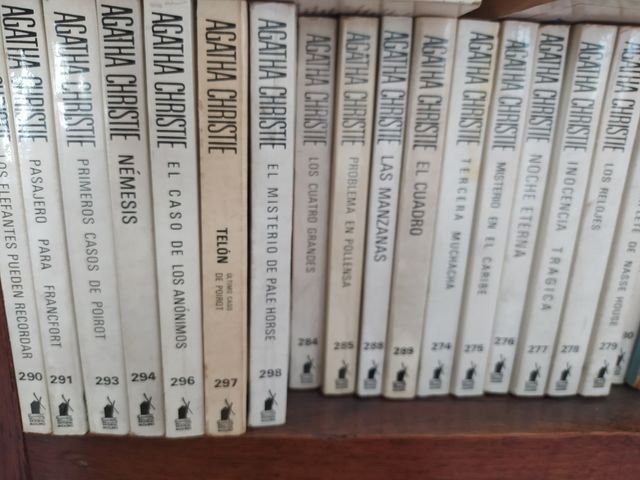 LOS ELEFANTES PUEDEN RECORDAR
290
AGATHA CHRISTIE
PASAJERO PARA FRANCFORT
291
AGATHA CHRISTIE
PRIMEROS CASOS DE POIROT
293
AGATHA CHRISTIE
NÉMESIS
294
AGATHA CHRISTIE
EL CASO DE LOS ANÓNIMOS
296
AGATHA CHRISTIE
TELÓN
ÚLTIMO CASO
DE POIROT
297
AGATHA CHRISTIE
EL MISTERIO DE PALE HORSE
298
AGATHA CHRISTIE
LOS CUATRO GRANDES
284
AGATHA CHRISTIE
PROBLEMA EN POLLENSA
285
AGATHA CHRISTIE
LAS MANZANAS
288
AGATHA CHRISTIE
EL CUADRO
289
AGATHA CHRISTIE
TERCERA MUCHACHA
274
AGATHA CHRISTIE
MISTERIO EN EL CARIBE
275
AGATHA CHRISTIE
NOCHE ETERNA
276
AGATHA CHRISTIE
INOCENCIA TRAGICA
277
AGATHA CHRISTIE
LOS RELOJES
278
AGATHA CHRISTIE
279
DE NASSE HOUSE